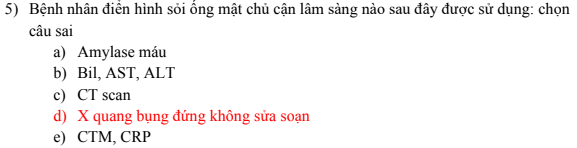 5) Bệnh nhân điển hình sỏi ống mật chủ cận lâm sàng nào sau đây được sử dụng: chọn
câu sai
a) Amylase máu
b) Bil, AST, ALT
c) CT scan
d) X quang bụng đứng không sửa soạn
e) CTM, CRP